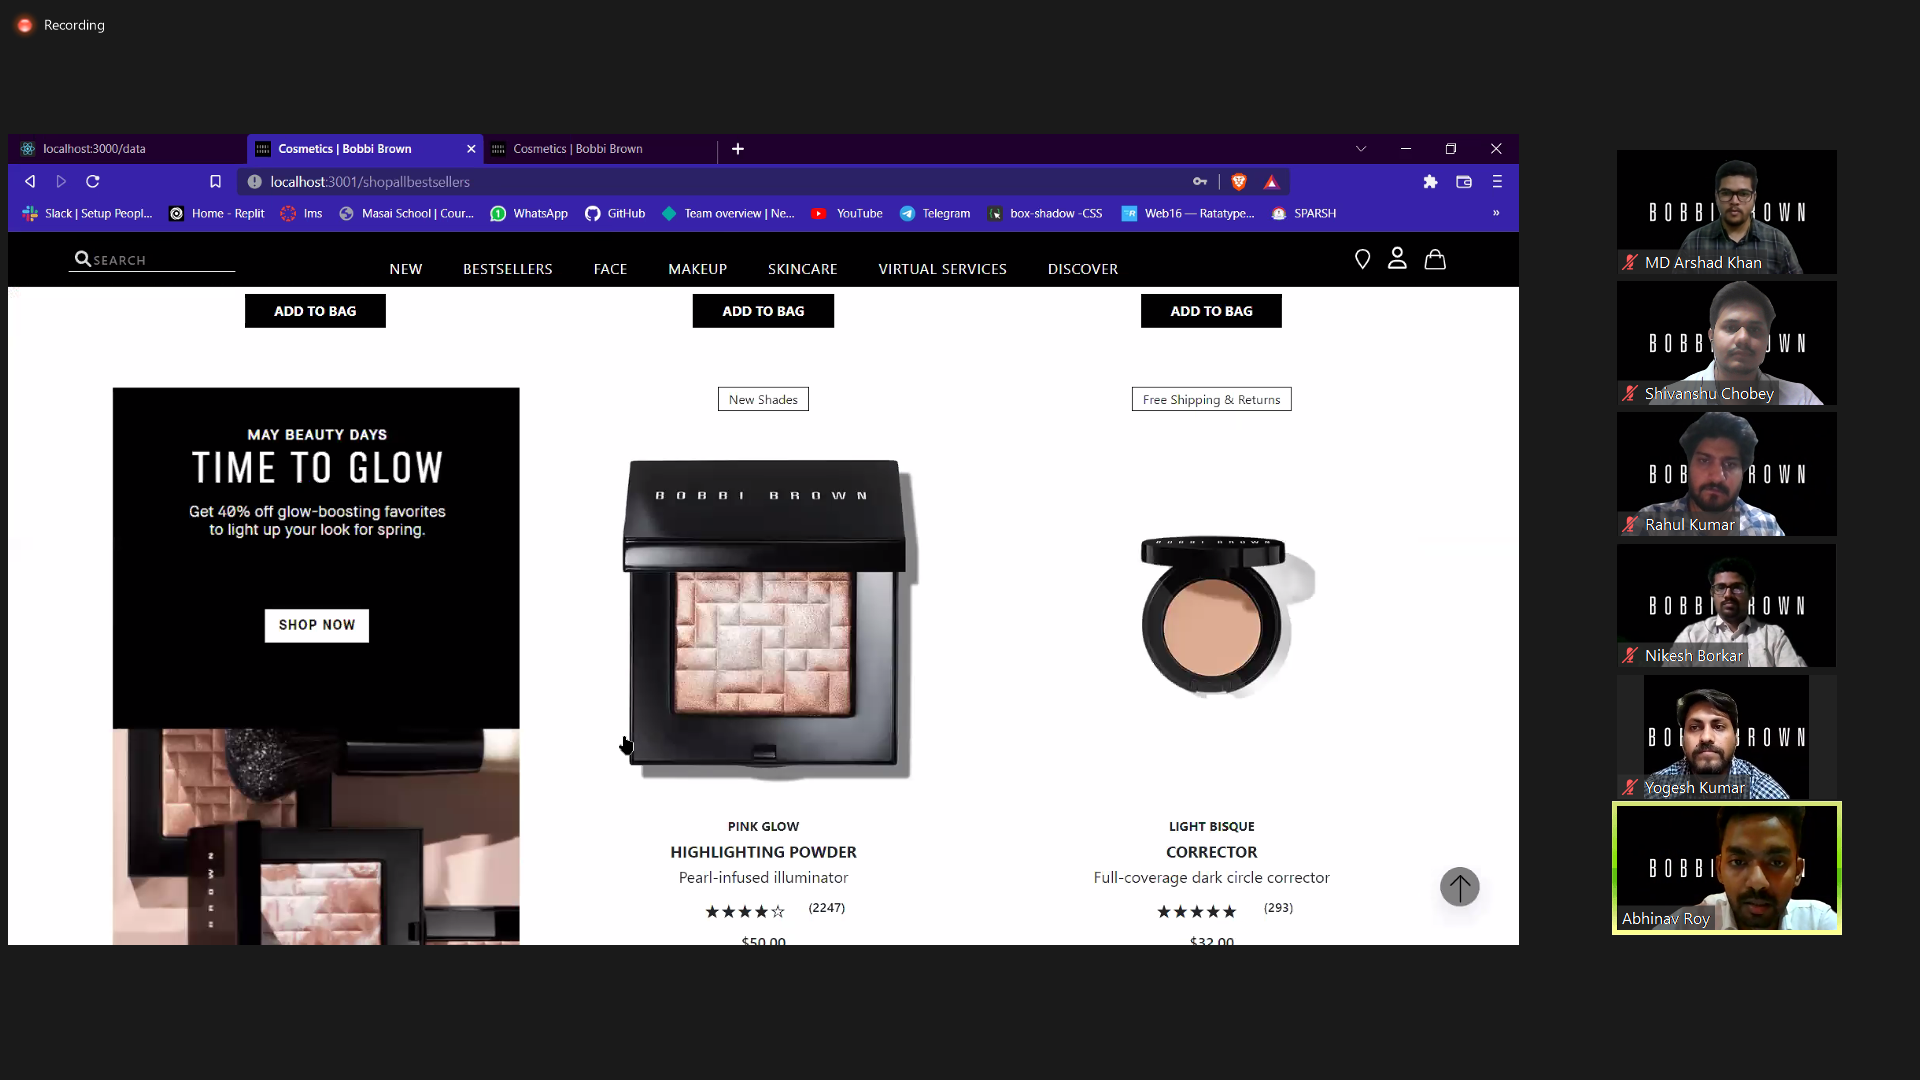 Recording
localhost:3000/data
Cosmetics | Bobbi Brown
Cosmetics | Bobbi Brown
localhost:3001/shopallbestsellers
Slack | Setup Peopl... Home - Replit lms Masai School | Cour... WhatsApp GitHub Team overview | Ne... YouTube Telegram box-shadow -CSS Web16 — Ratatype... SPARSH »
SEARCH
NEW BESTSELLERS FACE MAKEUP SKINCARE VIRTUAL SERVICES DISCOVER
ADD TO BAG ADD TO BAG ADD TO BAG
MAY BEAUTY DAYS
TIME TO GLOW
Get 40% off glow-boosting favorites
to light up your look for spring.
SHOP NOW
New Shades
BOBBI BROWN
PINK GLOW
HIGHLIGHTING POWDER
Pearl-infused illuminator
★★★★☆ (2247)
$50.00
Free Shipping & Returns
BOBBI BROWN
LIGHT BISQUE
CORRECTOR
Full-coverage dark circle corrector
★★★★★ (293)
$32.00
MD Arshad Khan
Shivanshu Chobey
Rahul Kumar
Nikesh Borkar
Yogesh Kumar
Abhinav Roy